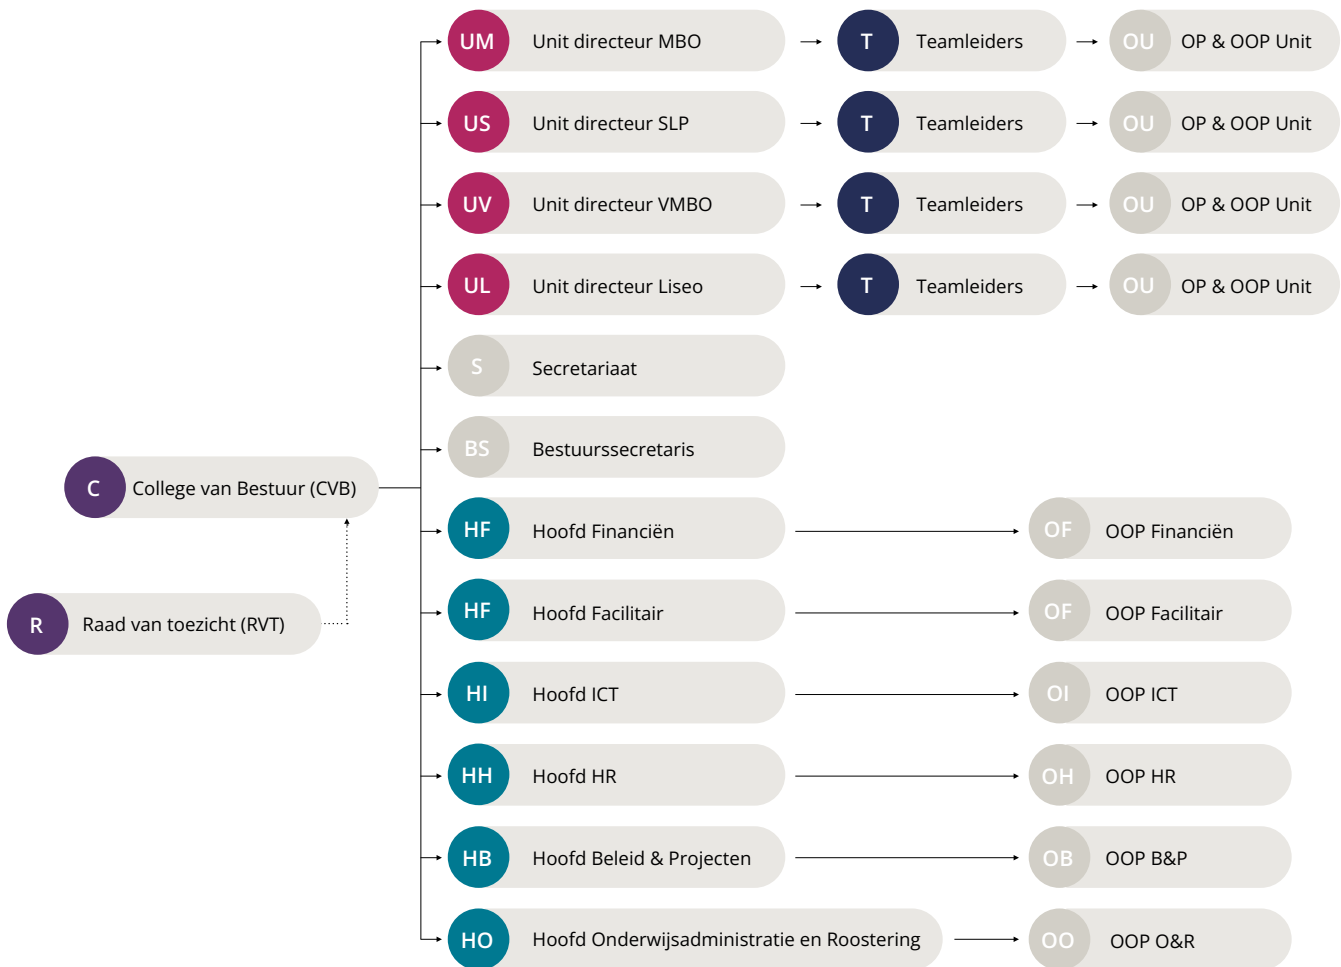 UM Unit directeur MBO T Teamleiders OU OP & OOP Unit
US Unit directeur SLP T Teamleiders OU OP & OOP Unit
UV Unit directeur VMBO T Teamleiders OU OP & OOP Unit
UL Unit directeur Liseo T Teamleiders OU OP & OOP Unit
S Secretariaat
BS Bestuurssecretaris
C College van Bestuur (CVB)
HF Hoofd Financiën OF OOP Financiën
HF Hoofd Facilitair OF OOP Facilitair
R Raad van toezicht (RVT)
HI Hoofd ICT OI OOP ICT
HH Hoofd HR OH OOP HR
HB Hoofd Beleid & Projecten OB OOP B&P
HO Hoofd Onderwijsadministratie en Roostering OO OOP O&R